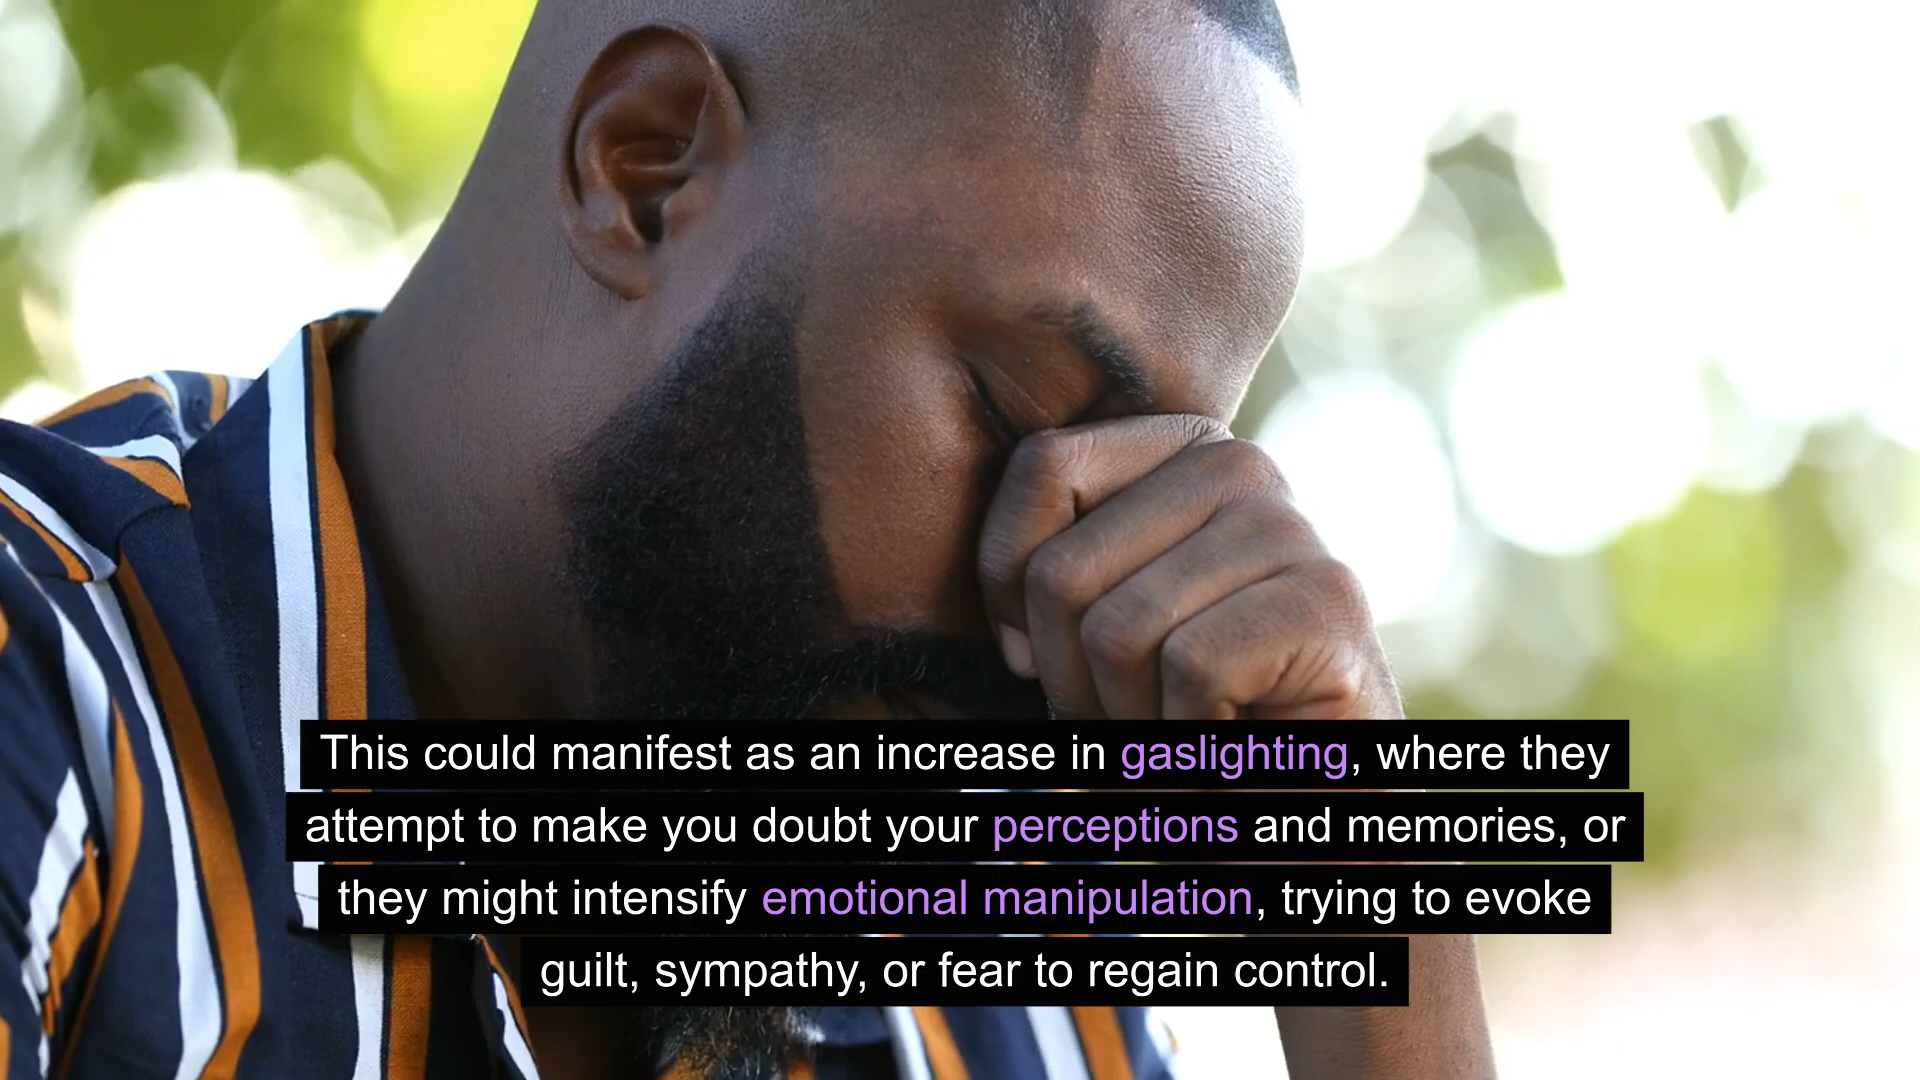 This could manifest as an increase in gaslighting, where they
attempt to make you doubt your perceptions and memories, or
they might intensify emotional manipulation, trying to evoke
guilt, sympathy, or fear to regain control.